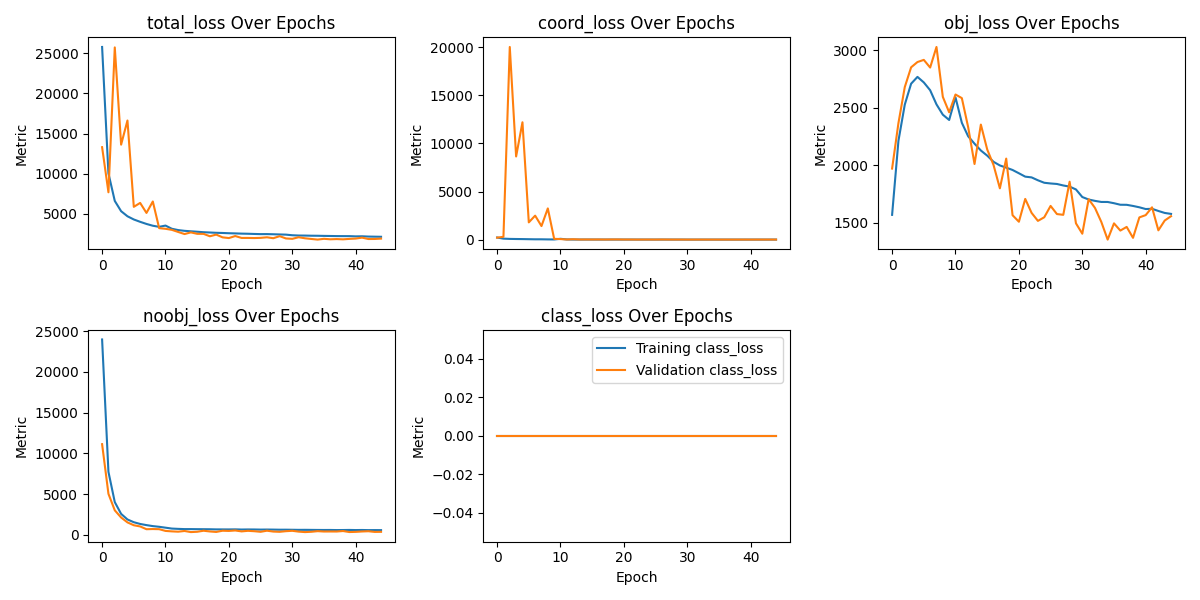 total_loss Over Epochs
25000
20000
15000
10000
5000
Metric
0 10 20 30 40
Epoch
coord_loss Over Epochs
20000
15000
10000
5000
0
Metric
0 10 20 30 40
Epoch
obj_loss Over Epochs
3000
2500
2000
1500
Metric
0 10 20 30 40
Epoch
noobj_loss Over Epochs
25000
20000
15000
10000
5000
0
Metric
0 10 20 30 40
Epoch
class_loss Over Epochs
Training class_loss
Validation class_loss
0.04
0.02
0.00
−0.02
−0.04
Metric
0 10 20 30 40
Epoch